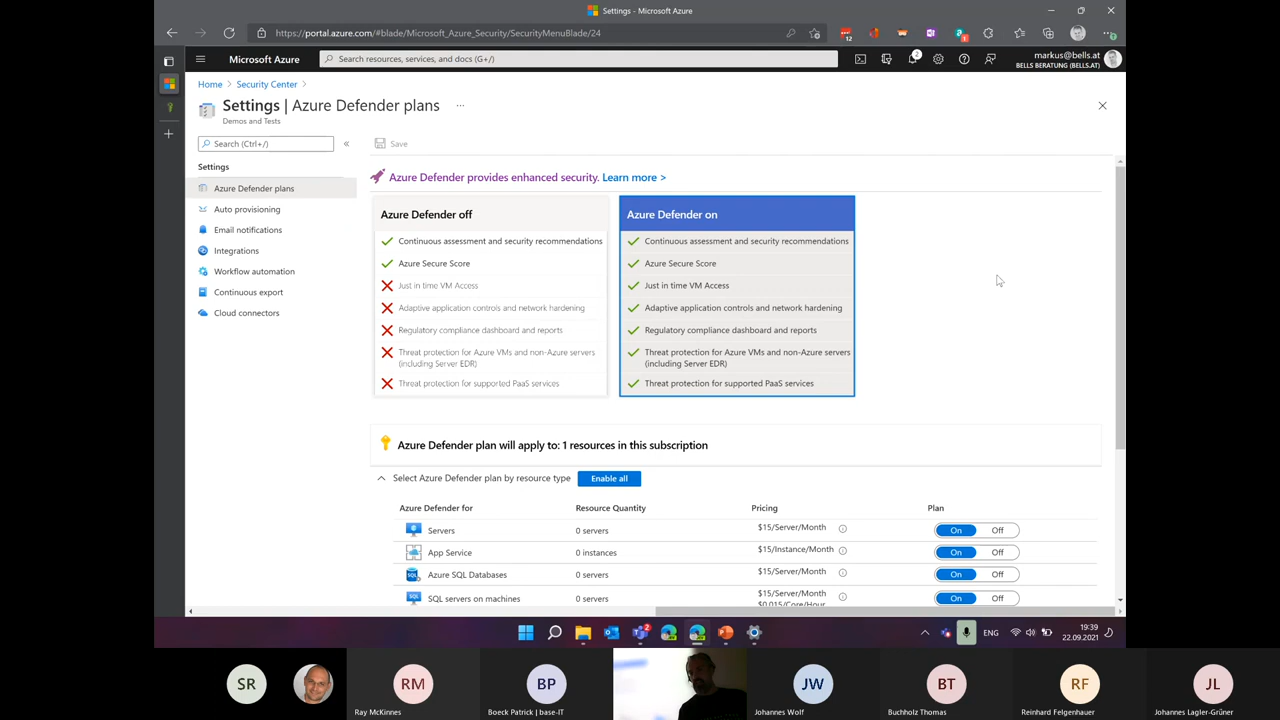 Settings - Microsoft Azure
https://portal.azure.com/#blade/Microsoft_Azure_Security/SecurityMenuBlade/24
12
Microsoft Azure
Search resources, services, and docs (G+/)
2
markus@bells.at
BELLS BERATUNG (BELLS.AT)
Home > Security Center >
Settings | Azure Defender plans ...
Demos and Tests
Search (Ctrl+/)
«
Save
Settings
Azure Defender plans
Auto provisioning
Email notifications
Integrations
Workflow automation
Continuous export
Cloud connectors
Azure Defender provides enhanced security. Learn more >
Azure Defender off
Continuous assessment and security recommendations
Azure Secure Score
Just in time VM Access
Adaptive application controls and network hardening
Regulatory compliance dashboard and reports
Threat protection for Azure VMs and non-Azure servers
(including Server EDR)
Threat protection for supported PaaS services
Azure Defender on
Continuous assessment and security recommendations
Azure Secure Score
Just in time VM Access
Adaptive application controls and network hardening
Regulatory compliance dashboard and reports
Threat protection for Azure VMs and non-Azure servers
(including Server EDR)
Threat protection for supported PaaS services
Azure Defender plan will apply to: 1 resources in this subscription
Select Azure Defender plan by resource type Enable all
Azure Defender for Resource Quantity Pricing Plan
Servers 0 servers $15/Server/Month On Off
App Service 0 instances $15/Instance/Month On Off
Azure SQL Databases 0 servers $15/Server/Month On Off
SQL servers on machines 0 servers $15/Server/Month On Off
$0.015/Core/Hour
2
ENG
19:39
22.09.2021
SR
RM
Ray McKinnes
BP
Boeck Patrick | base-IT
JW
Johannes Wolf
BT
Buchholz Thomas
RF
Reinhard Felgenhauer
JL
Johannes Lagler-Grüner